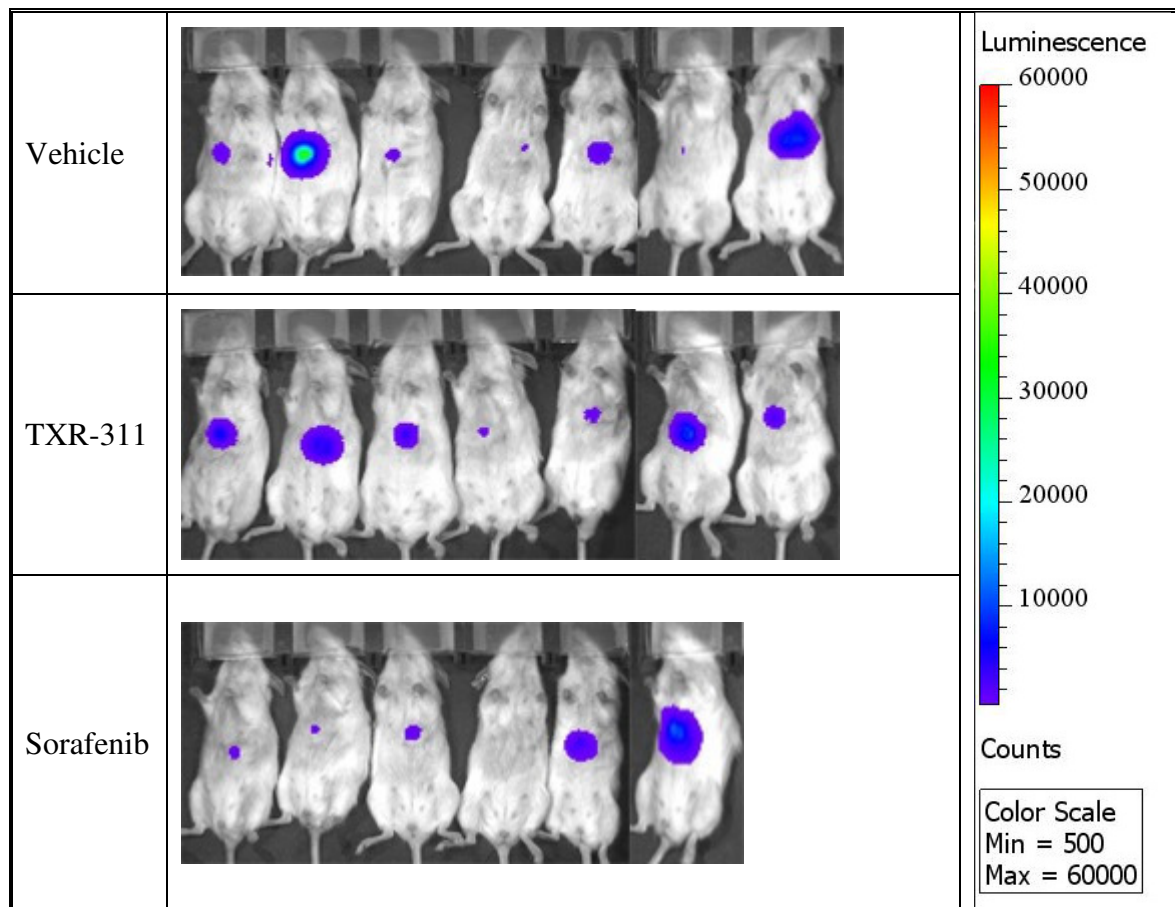 Vehicle
TXR-311
Sorafenib
Luminescence
60000
50000
40000
30000
20000
10000
Counts
Color Scale
Min = 500
Max = 60000